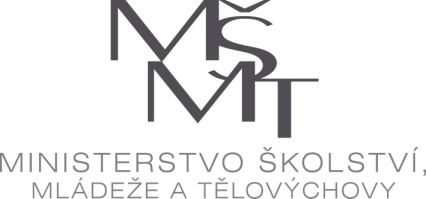 MŠ
MT
MINISTERSTVO ŠKOLSTVÍ,
MLÁDEŽE A TĚLOVÝCHOVY